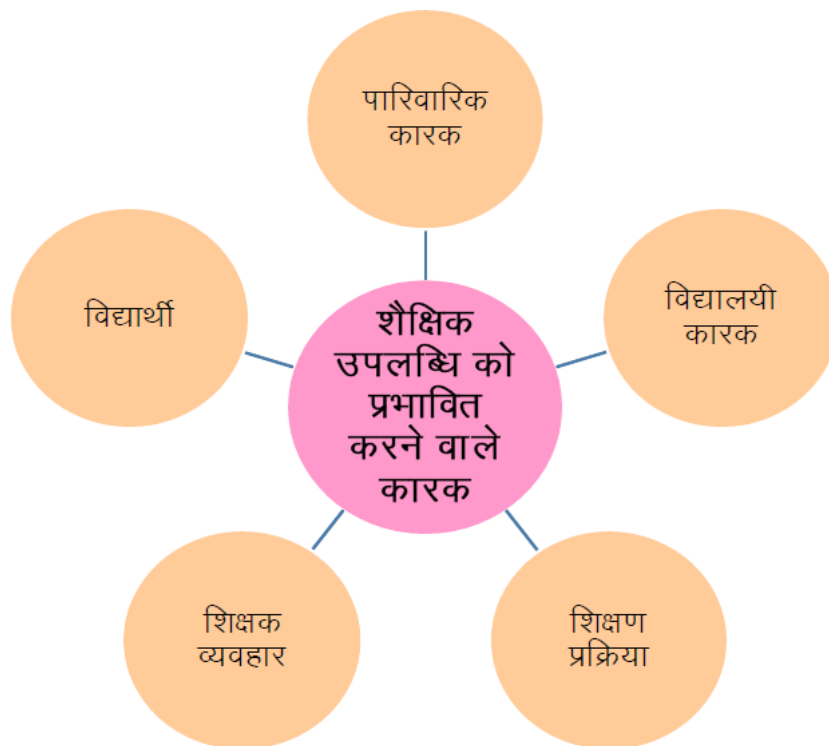 पारिवारिक
कारक
विद्यालयी
कारक
शिक्षण
प्रक्रिया
शिक्षक
व्यवहार
विद्यार्थी
शैक्षिक
उपलब्धि को
प्रभावित
करने वाले
कारक